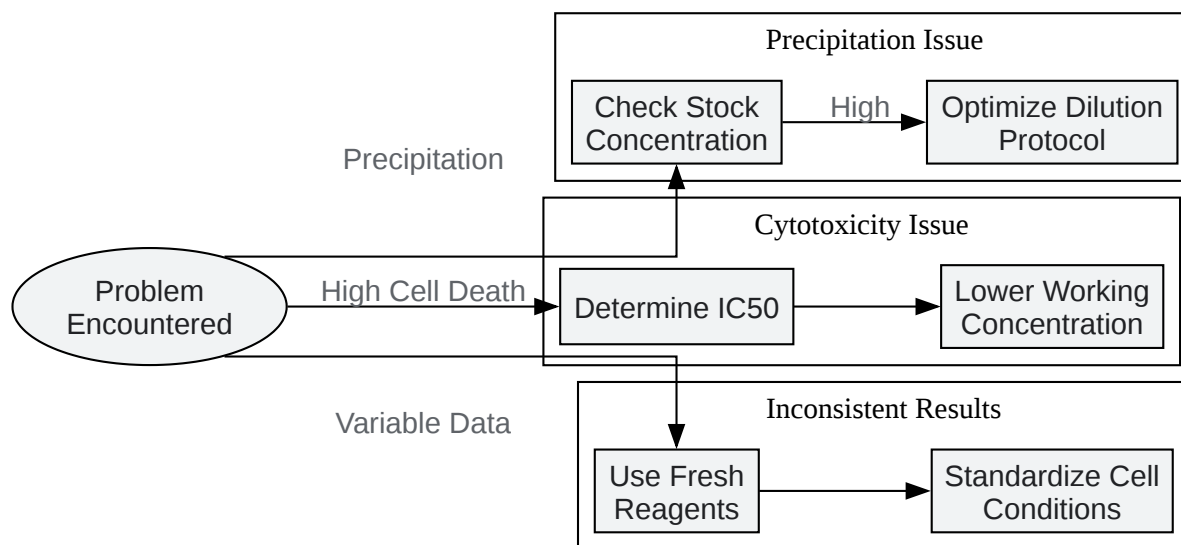 Precipitation Issue
Check Stock
Concentration
High
Optimize Dilution
Protocol
Precipitation
Cytotoxicity Issue
Problem
Encountered
High Cell Death
Determine IC50
Lower Working
Concentration
Variable Data
Inconsistent Results
Use Fresh
Reagents
Standardize Cell
Conditions